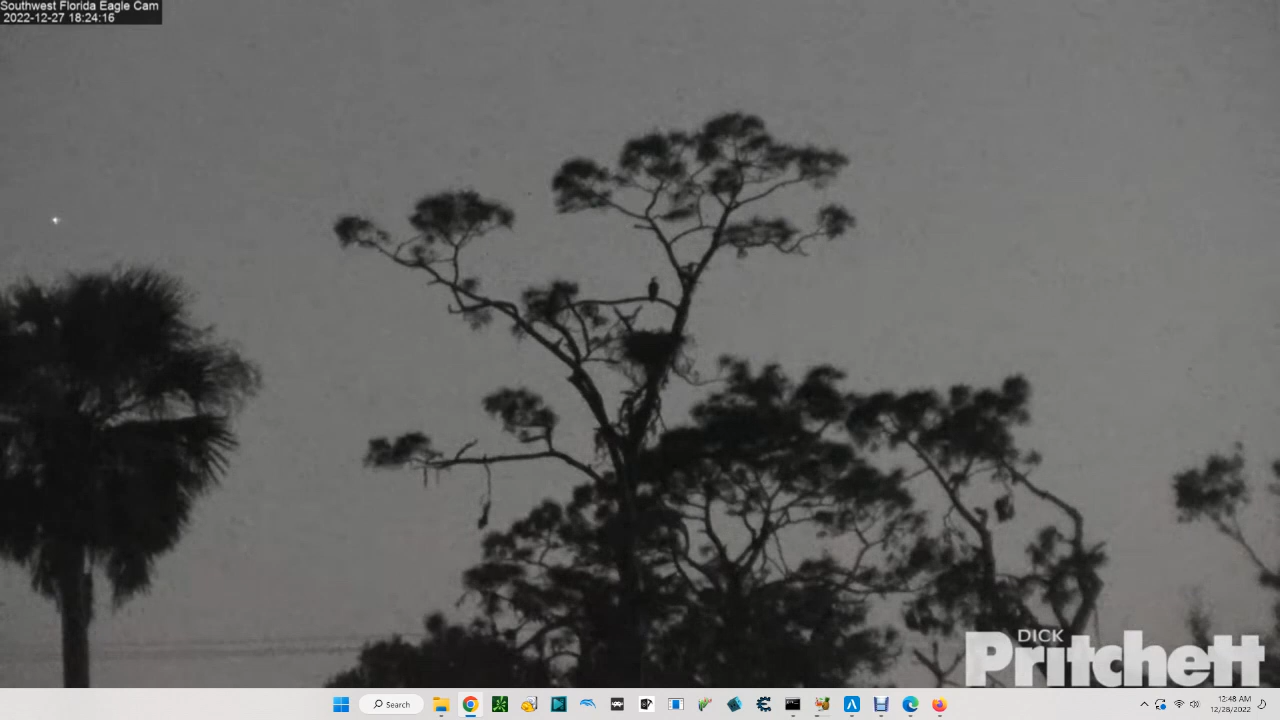 Southwest Florida Eagle Cam
2022-12-27 18:24:16
DICK
Pritchett
Search
12:48 AM
12/28/2022